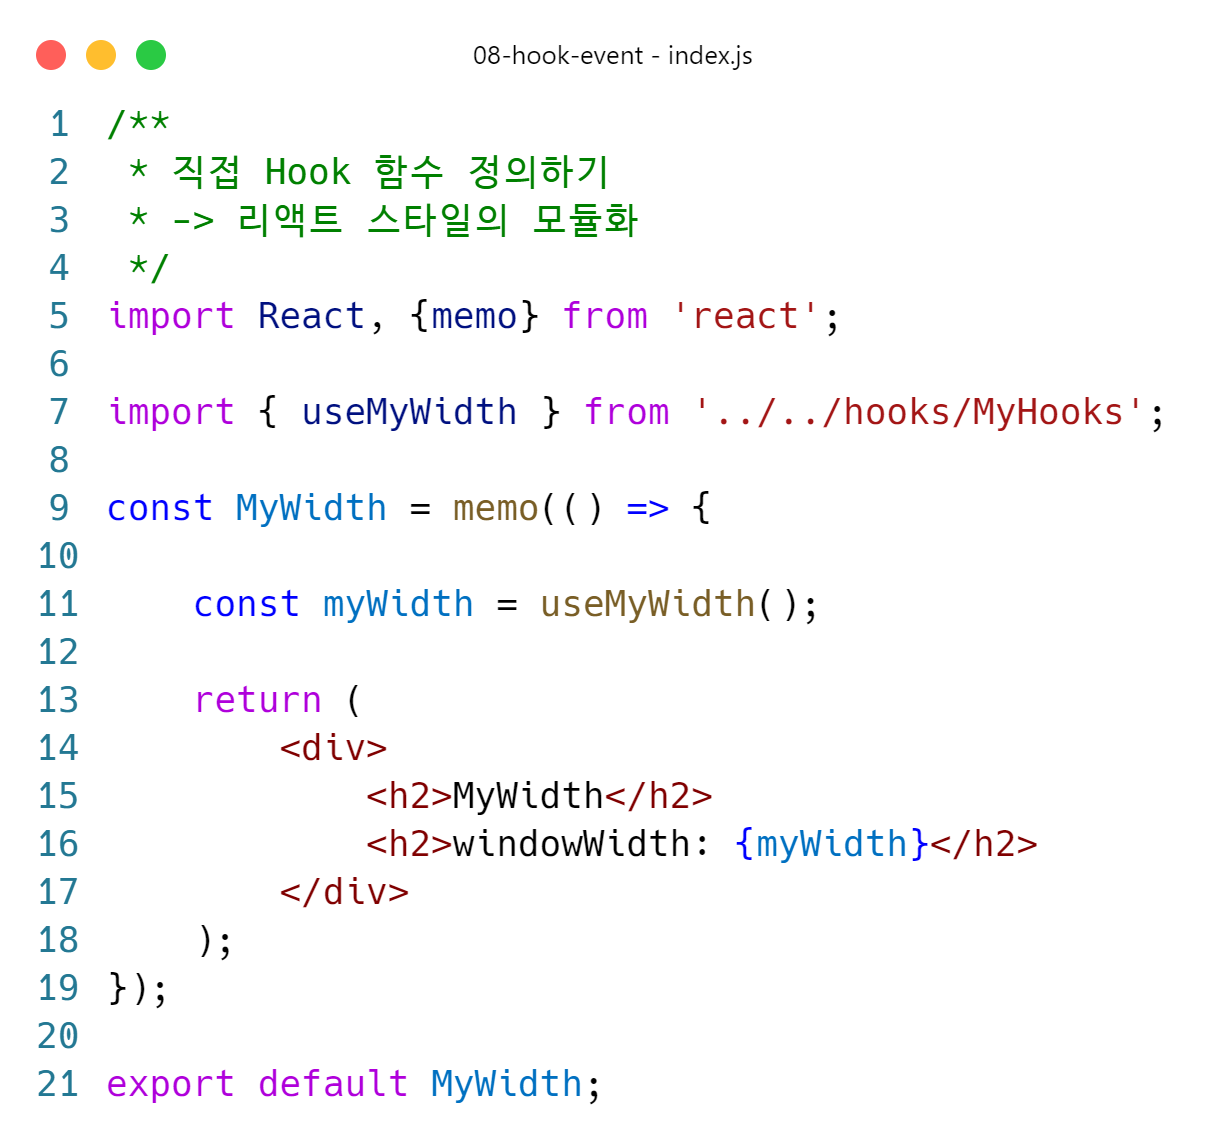 08-hook-event - index.js
1 /**
2  * 직접 Hook 함수 정의하기
3  * -> 리액트 스타일의 모듈화
4  */
5 import React, {memo} from 'react';
6
7 import { useMyWidth } from '../../hooks/MyHooks';
8
9 const MyWidth = memo(() => {
10
11     const myWidth = useMyWidth();
12
13     return (
14         <div>
15             <h2>MyWidth</h2>
16             <h2>windowWidth: {myWidth}</h2>
17         </div>
18     );
19 });
20
21 export default MyWidth;